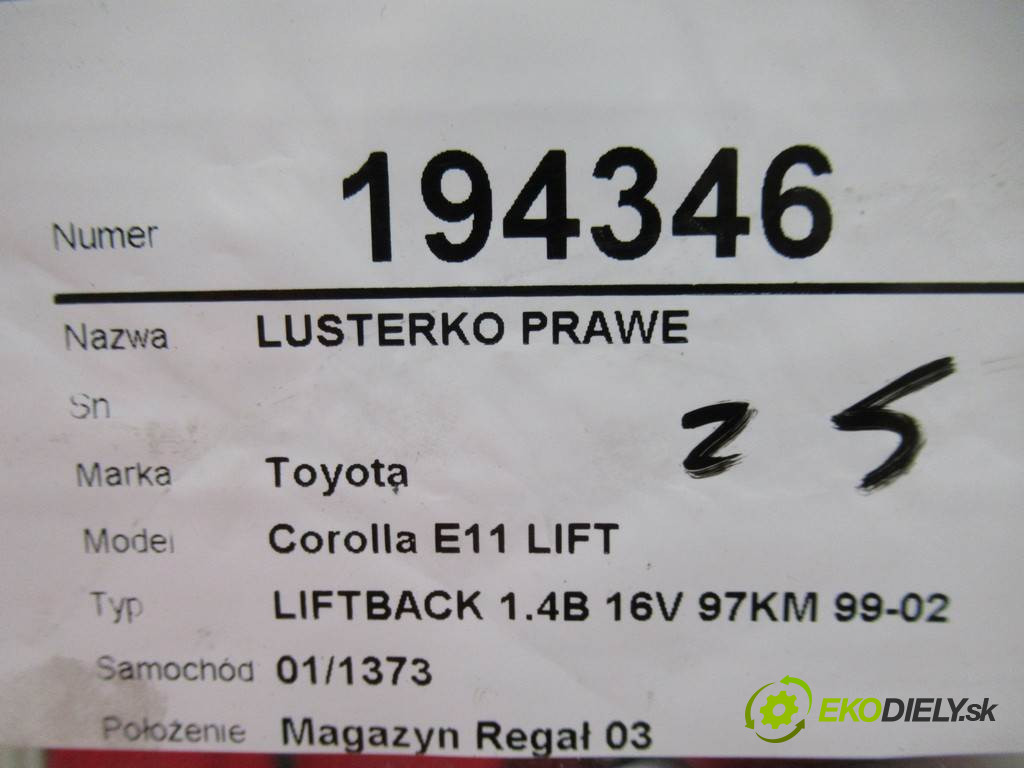 Numer 194346
Nazwa LUSTERKO PRAWE
Sn
2 5
Marka Toyota
Model Corolla E11 LIFT
Typ LIFTBACK 1.4B 16V 97KM 99-02
Samochód 01/1373
Położenie Magazyn Regał 03
EKODIELY.sk